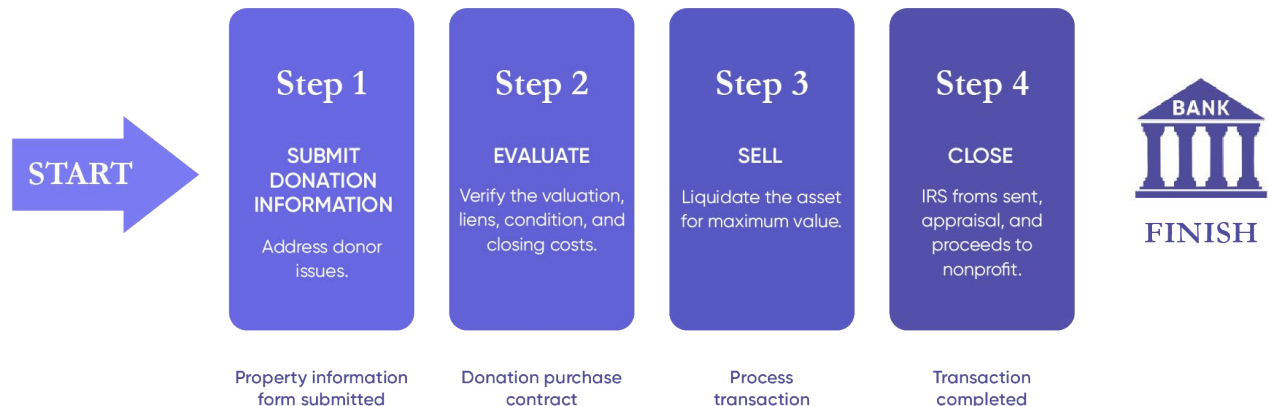 START
Step 1
SUBMIT
DONATION
INFORMATION
Address donor
issues.
Property information
form submitted
Step 2
EVALUATE
Verify the valuation,
liens, condition, and
closing costs.
Donation purchase
contract
Step 3
SELL
Liquidate the asset
for maximum value.
Process
transaction
Step 4
CLOSE
IRS froms sent,
appraisal, and
proceeds to
nonprofit.
Transaction
completed
BANK
FINISH